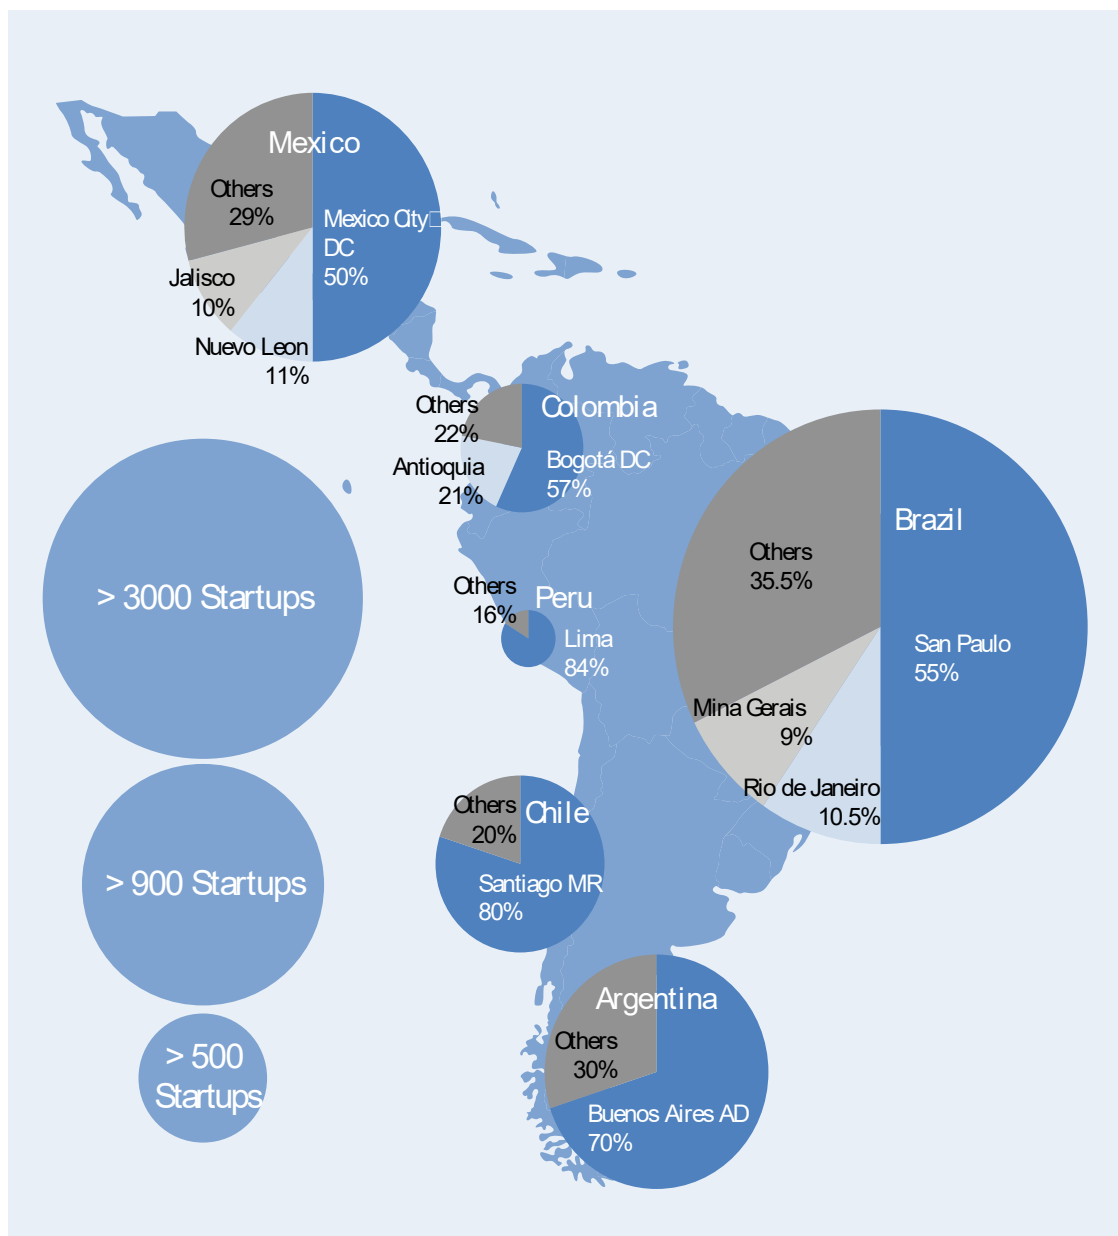 Mexico
Others
29%
Mexico City
DC
50%
Jalisco
10%
Nuevo Leon
11%
Others
22%
Colombia
Antioquia
21%
Bogotá DC
57%
Brazil
Others
35.5%
San Paulo
55%
Mina Gerais
9%
Rio de Janeiro
10.5%
> 3000 Startups
Others
16%
Peru
Lima
84%
> 900 Startups
Others
20%
Chile
Santiago MR
80%
Argentina
Others
30%
Buenos Aires AD
70%
> 500
Startups